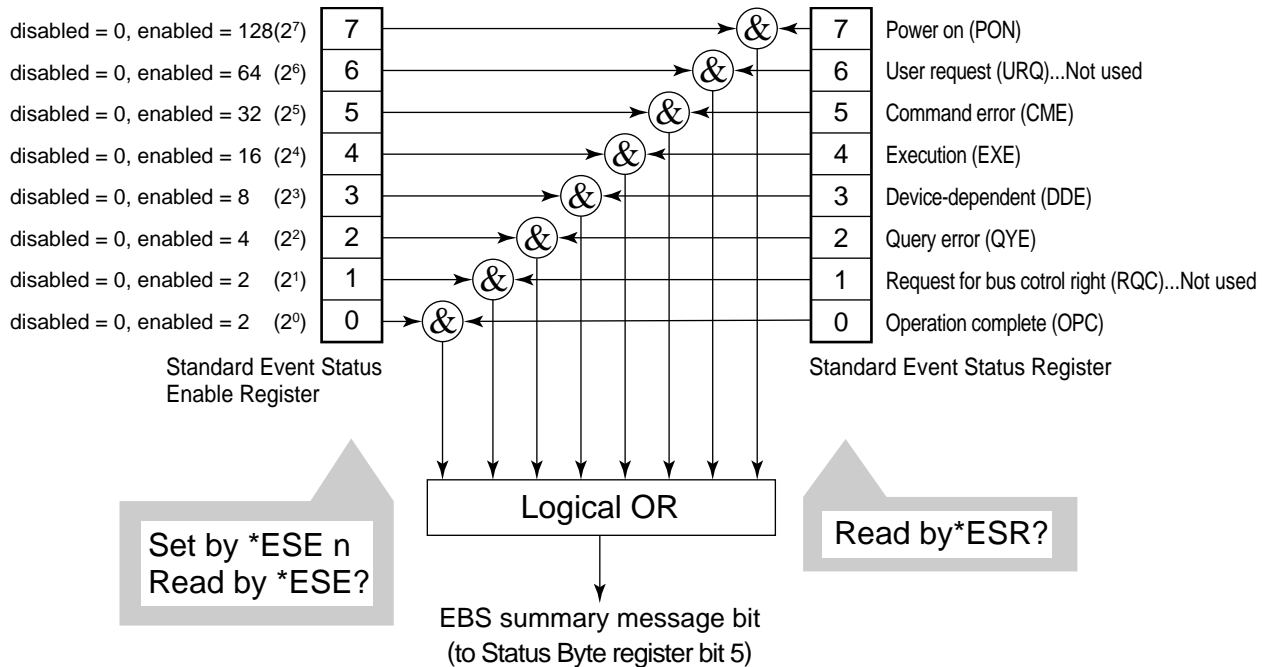 disabled = 0, enabled = 128(2⁷) 7 & 7 Power on (PON)
disabled = 0, enabled = 64 (2⁶) 6 & 6 User request (URQ)...Not used
disabled = 0, enabled = 32 (2⁵) 5 & 5 Command error (CME)
disabled = 0, enabled = 16 (2⁴) 4 & 4 Execution (EXE)
disabled = 0, enabled = 8 (2³) 3 & 3 Device-dependent (DDE)
disabled = 0, enabled = 4 (2²) 2 & 2 Query error (QYE)
disabled = 0, enabled = 2 (2¹) 1 & 1 Request for bus cotrol right (RQC)...Not used
disabled = 0, enabled = 2 (2⁰) 0 & 0 Operation complete (OPC)
Standard Event Status
Enable Register
Standard Event Status Register
Logical OR
Set by *ESE n
Read by *ESE?
Read by*ESR?
EBS summary message bit
(to Status Byte register bit 5)